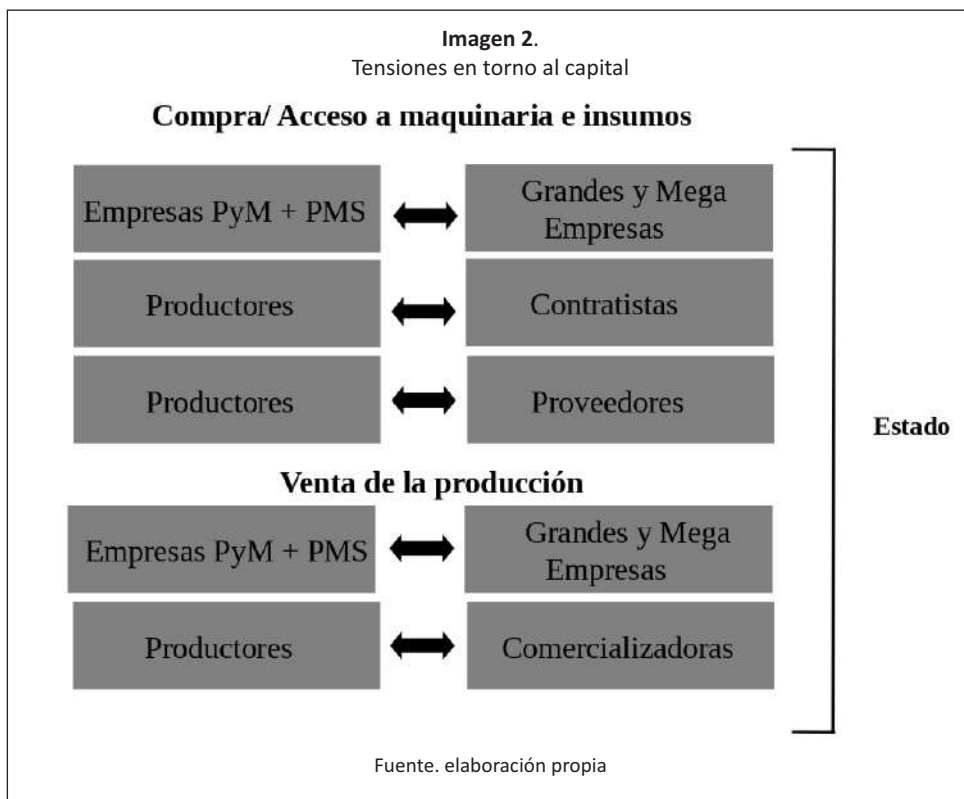 Imagen 2.
Tensiones en torno al capital
Compra/ Acceso a maquinaria e insumos
Empresas PyM + PMS
Grandes y Mega
Empresas
Productores
Contratistas
Productores
Proveedores
Estado
Venta de la producción
Empresas PyM + PMS
Grandes y Mega
Empresas
Productores
Comercializadoras
Fuente. elaboración propia